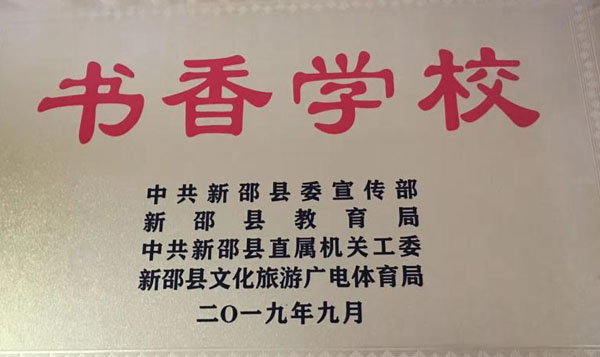 书香学校
中共新邵县委宣传部
新邵县教育局
中共新邵县直属机关工委
新邵县文化旅游广电体育局
二〇一九年九月